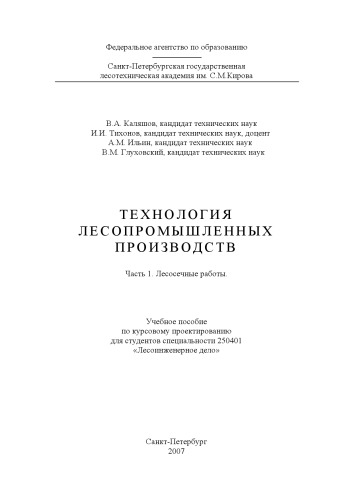 Федеральное агентство по образованию
Санкт-Петербургская государственная
лесотехническая академия им. С.М.Кирова
В.А. Каляшов, кандидат технических наук
И.И. Тихонов, кандидат технических наук, доцент
А.М. Ильин, кандидат технических наук
В.М. Глуховский, кандидат технических наук
ТЕХНОЛОГИЯ
ЛЕСОПРОМЫШЛЕННЫХ
ПРОИЗВОДСТВ
Часть 1. Лесосечные работы.
Учебное пособие
по курсовому проектированию
для студентов специальности 250401
«Лесоинженерное дело»
Санкт-Петербург
2007